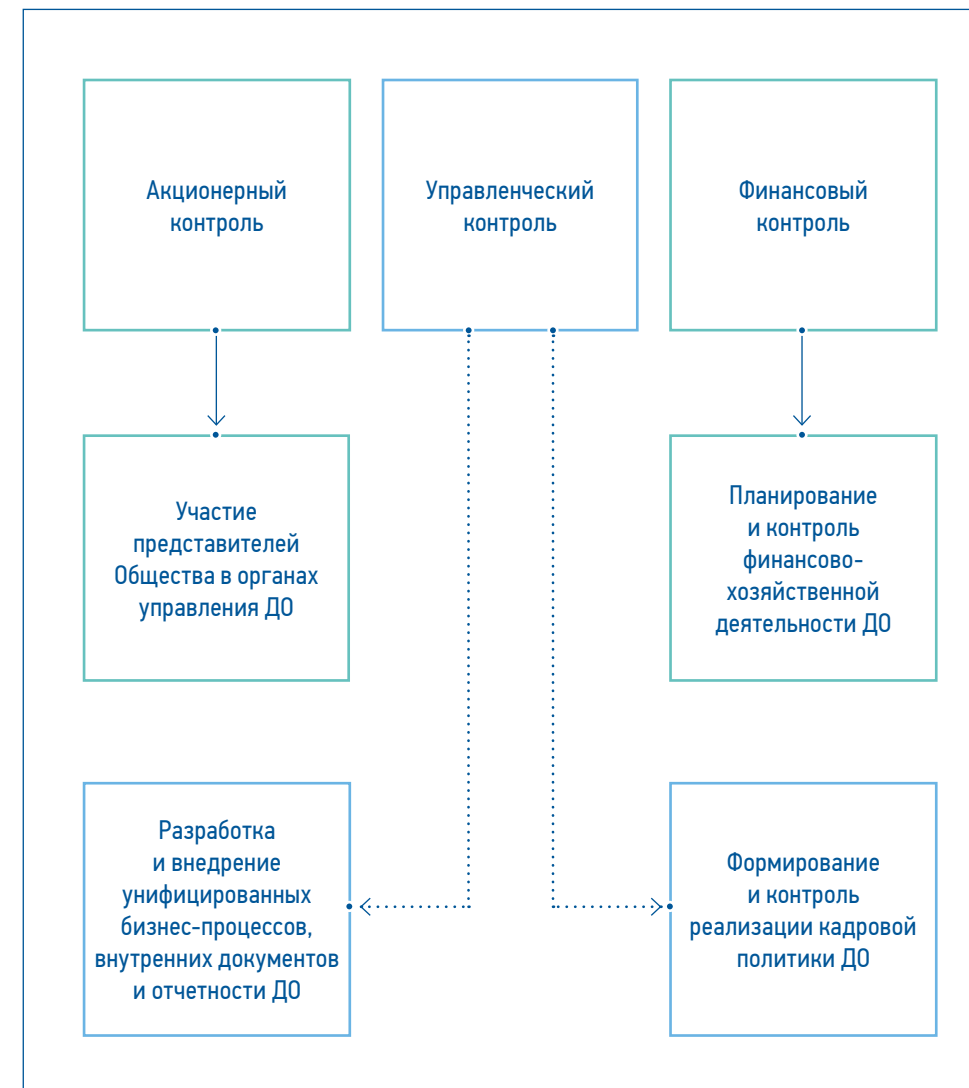 Акционерный
контроль
Управленческий
контроль
Финансовый
контроль
Участие
представителей
Общества в органах
управления ДО
Планирование
и контроль
финансово-
хозяйственной
деятельности ДО
Разработка
и внедрение
унифицированных
бизнес-процессов,
внутренних документов
и отчетности ДО
Формирование
и контроль
реализации кадровой
политики ДО